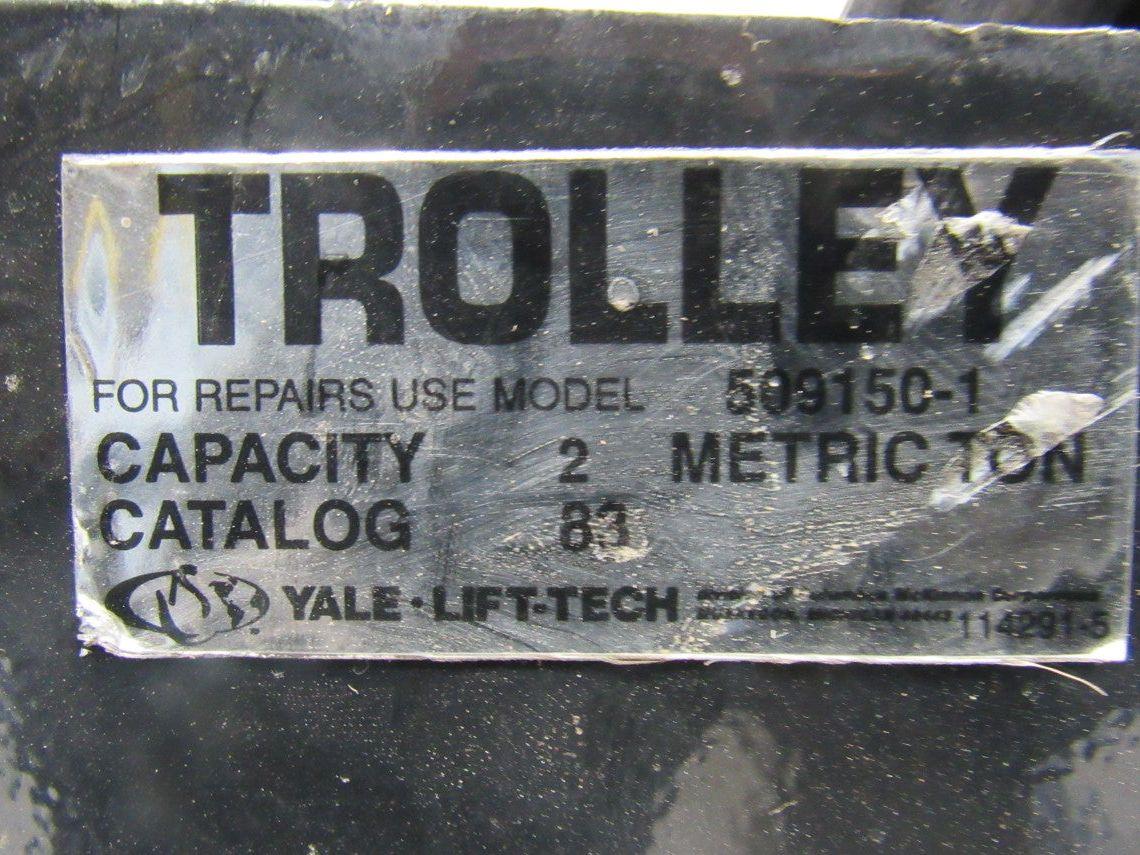 TROLLEY
FOR REPAIRS USE MODEL 509150-1
CAPACITY 2 METRIC TON
CATALOG 83
YALE • LIFT-TECH
114291-5